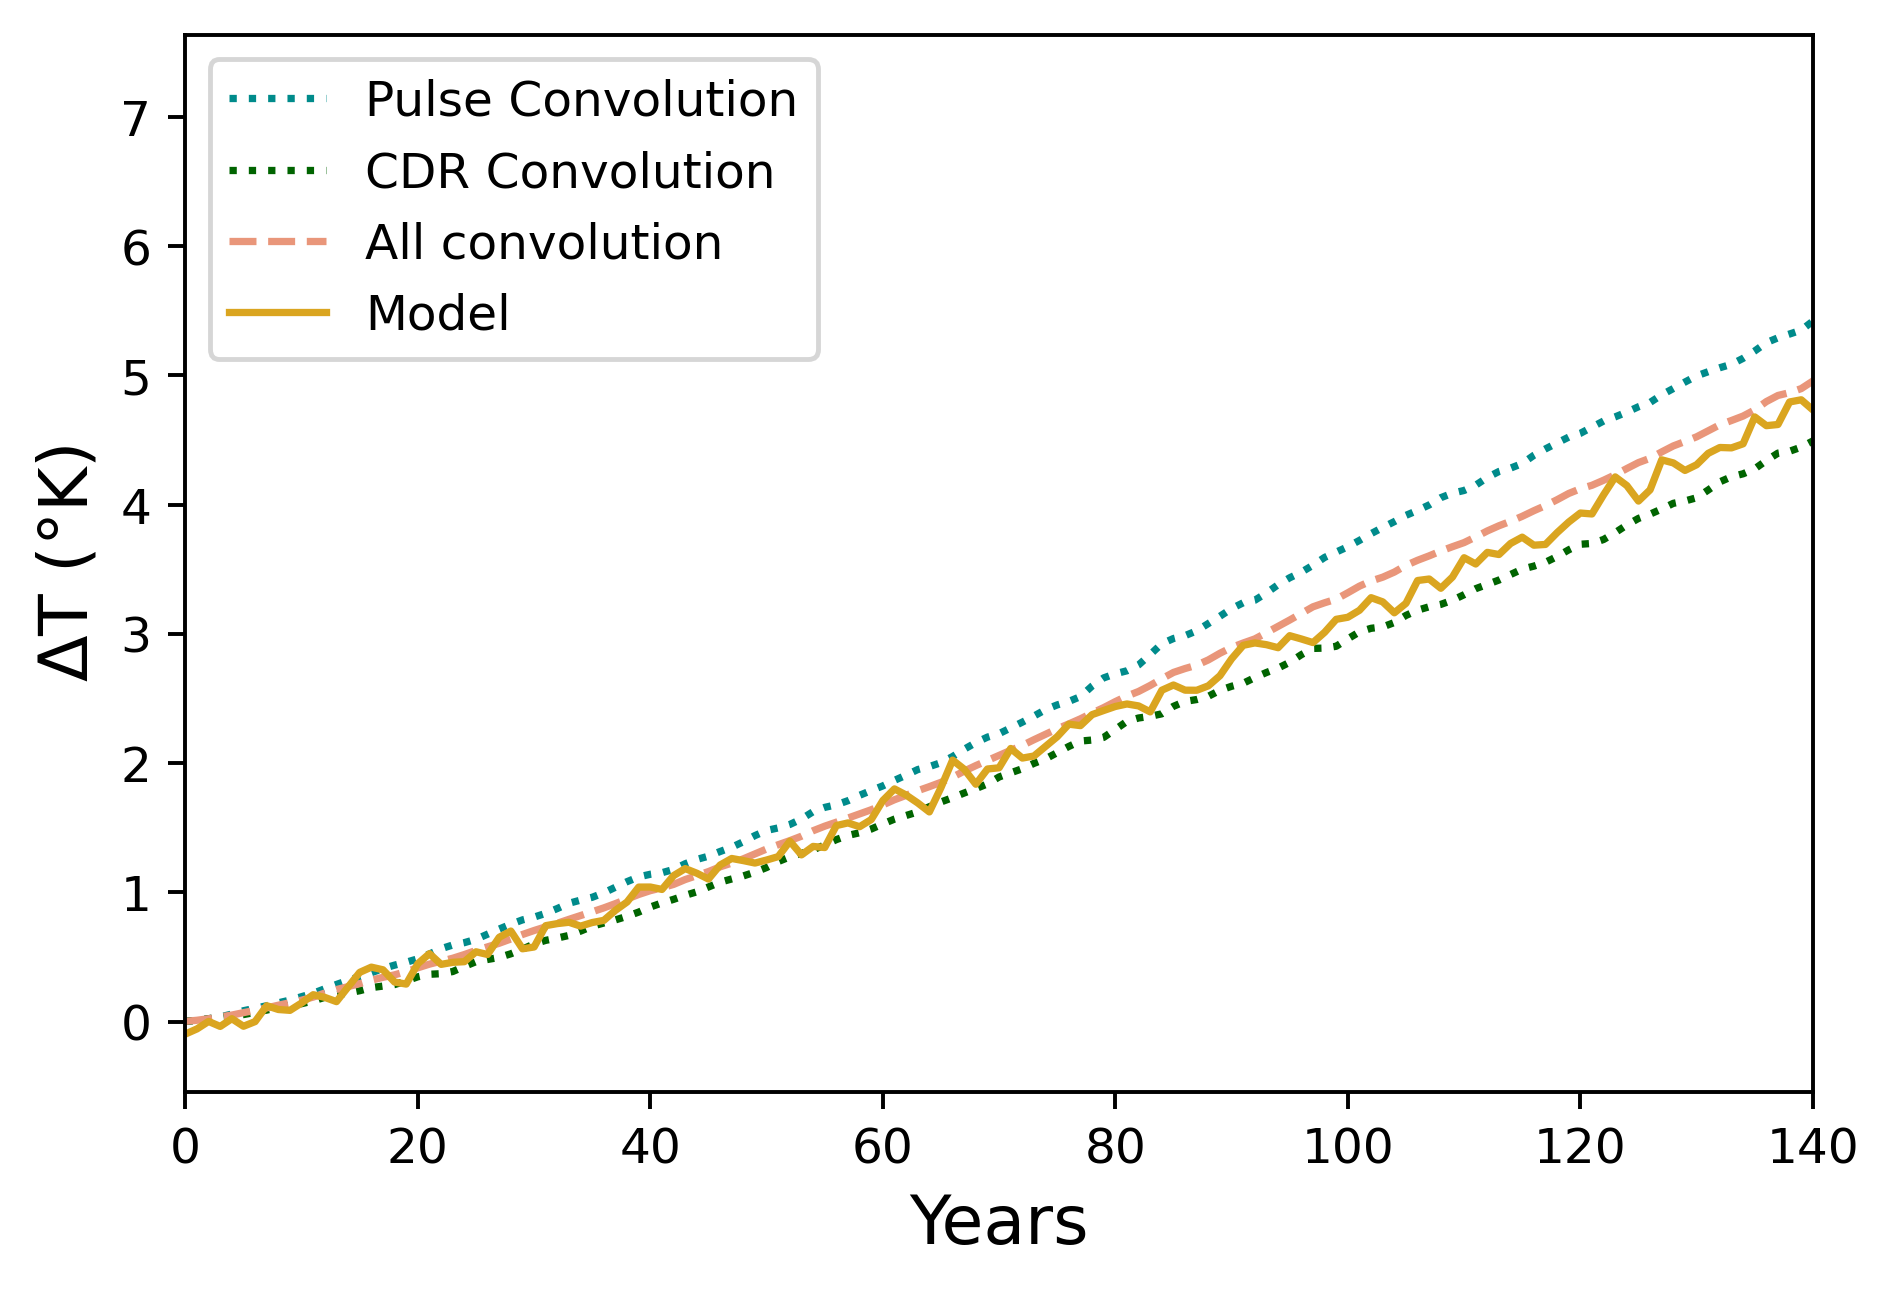 Pulse Convolution
CDR Convolution
All convolution
Model
7
6
5
4
3
2
1
0
ΔT (°K)
0 20 40 60 80 100 120 140
Years